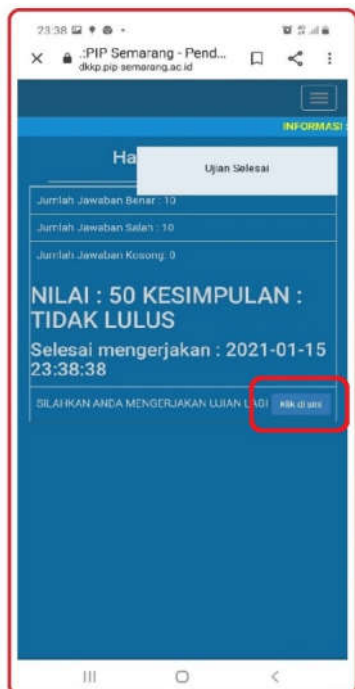 23:38
.:PIP Semarang - Pend...
dkkp.pip-semarang.ac.id
INFORMASI :
Ha
Ujian Selesai
Jumlah Jawaban Benar : 10
Jumlah Jawaban Salah : 10
Jumlah Jawaban Kosong: 0
NILAI : 50 KESIMPULAN :
TIDAK LULUS
Selesai mengerjakan : 2021-01-15
23:38:38
SILAHKAN ANDA MENGERJAKAN UJIAN LAGI Klik di sini